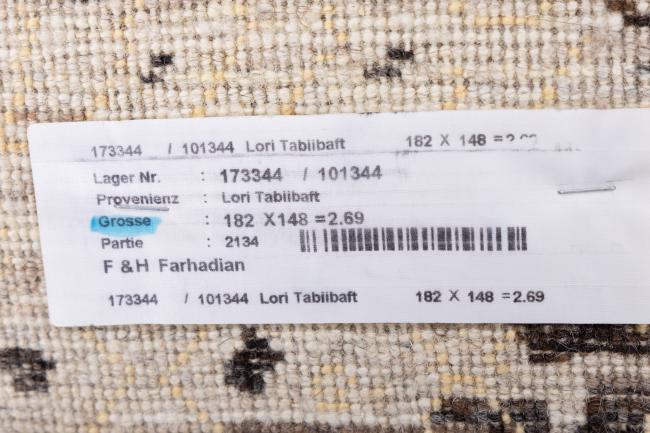 173344 / 101344 Lori Tabiibaft 182 X 148 =2.69
Lager Nr. : 173344 / 101344
Provenienz : Lori Tabiibaft
Grosse : 182 X148 =2.69
Partie : 2134
F &H Farhadian
173344 / 101344 Lori Tabiibaft 182 X 148 =2.69